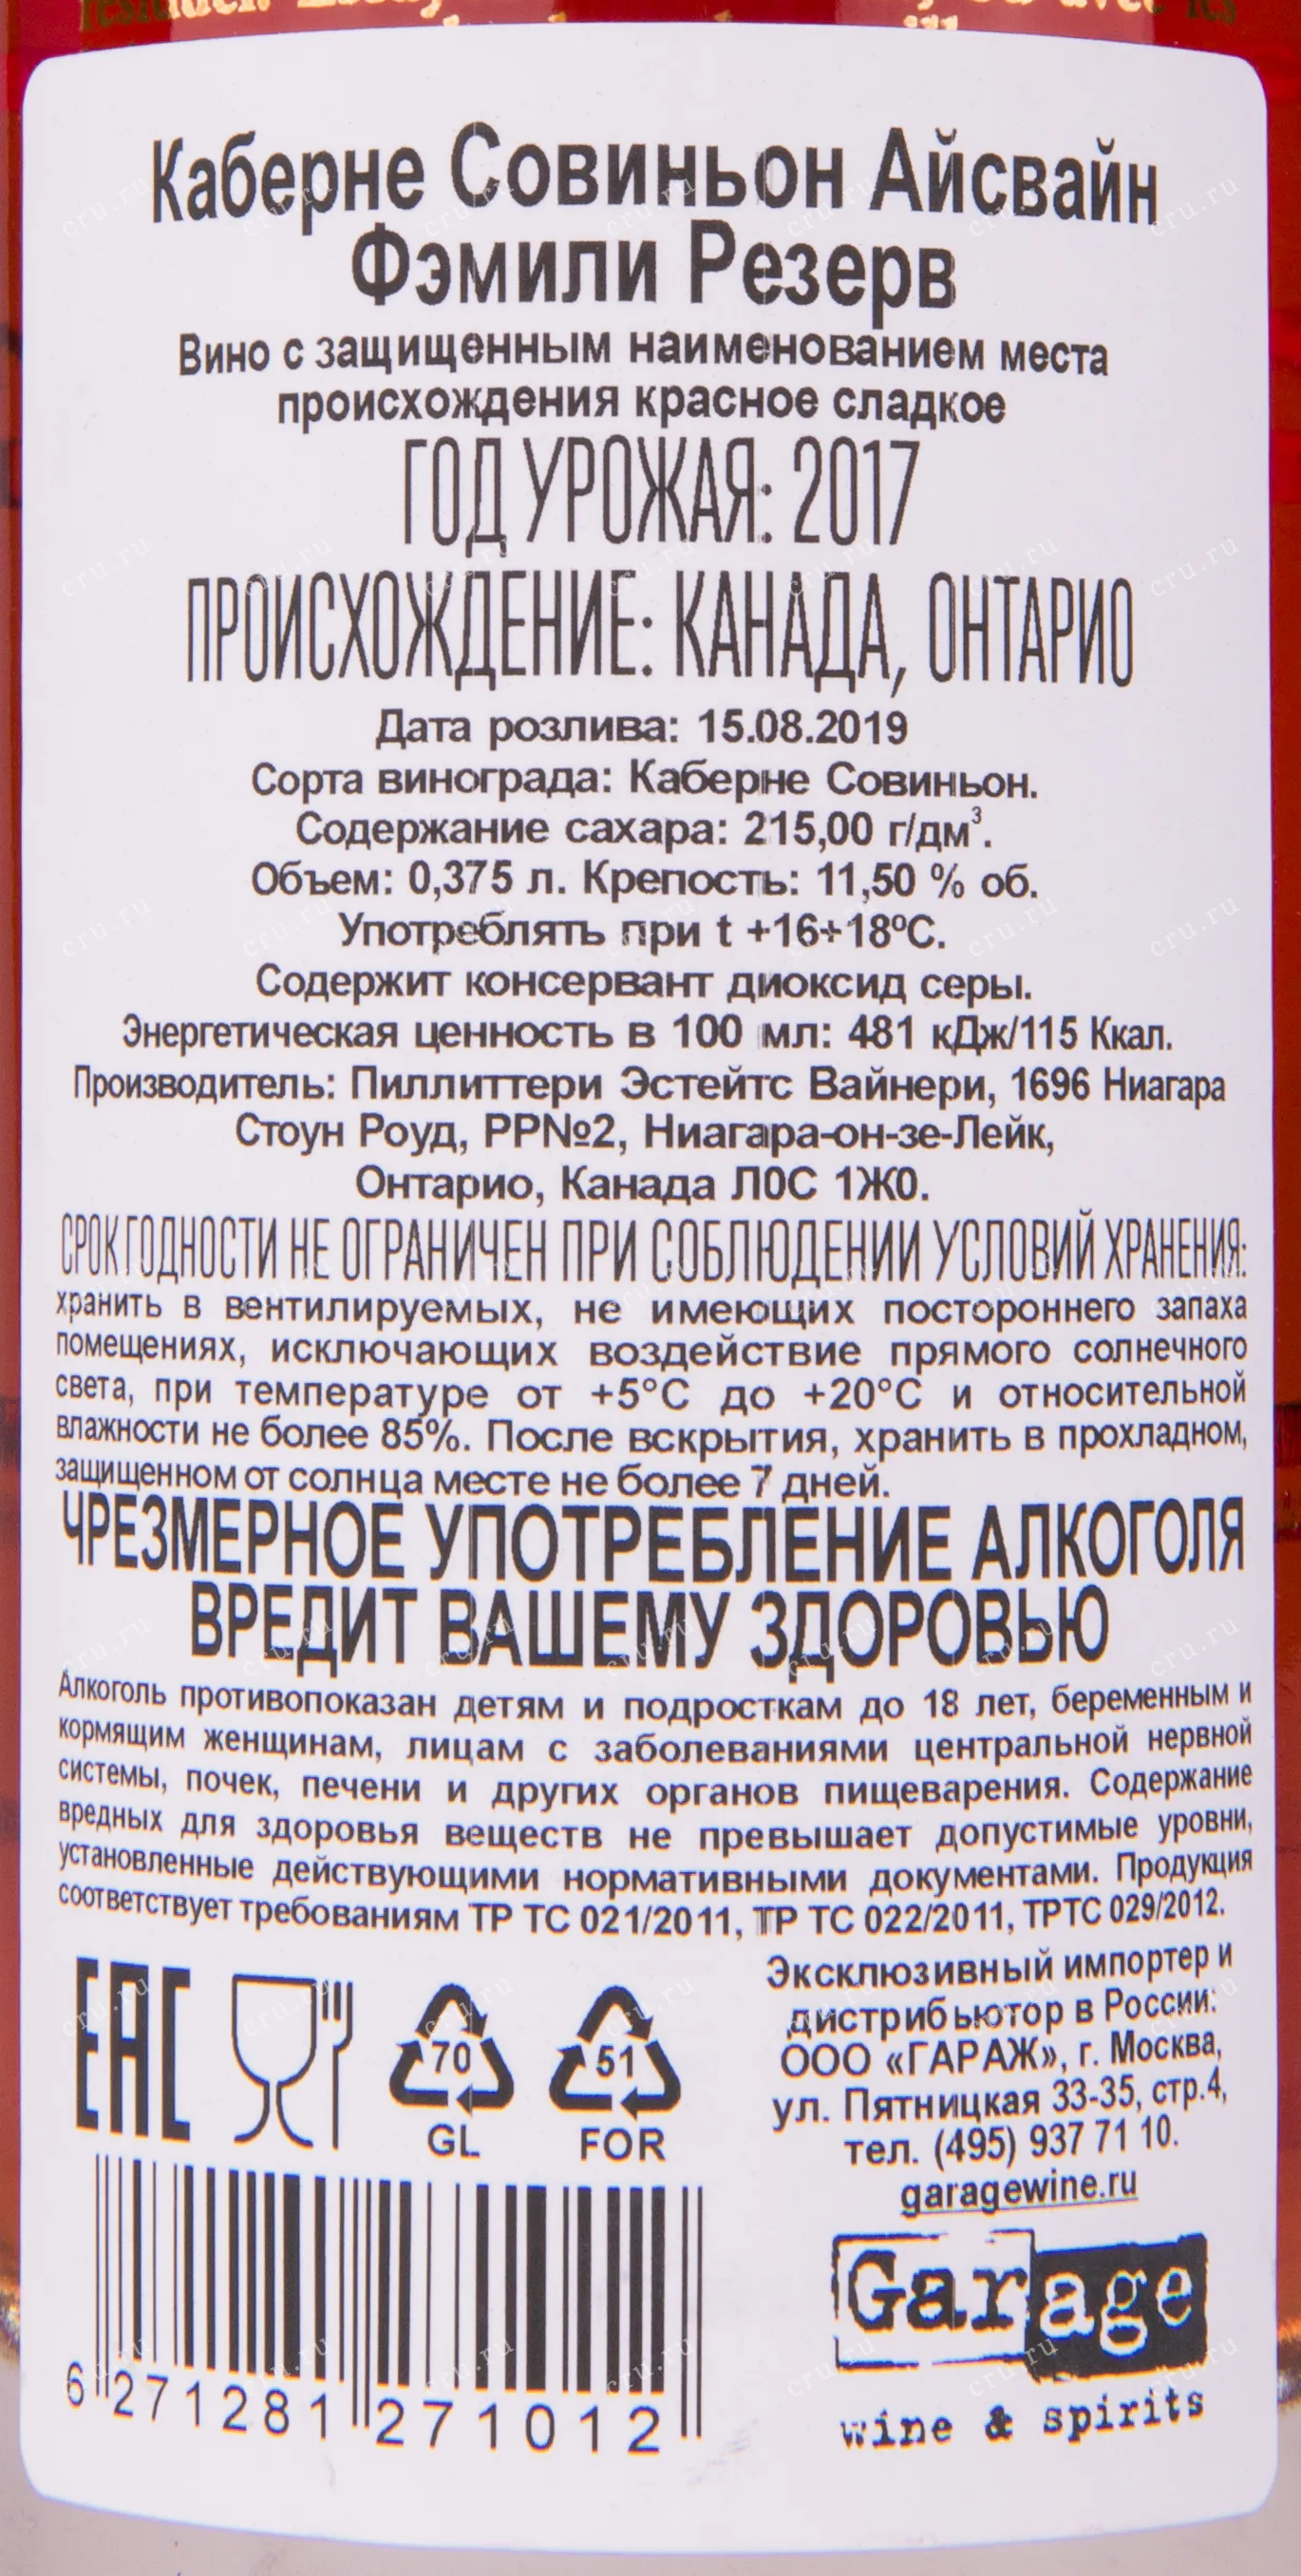 Каберне Совиньон Айсвайн
Фэмили Резерв
Вино с защищенным наименованием места
происхождения красное сладкое
ГОД УРОЖАЯ: 2017
ПРОИСХОЖДЕНИЕ: КАНАДА, ОНТАРИО
Дата розлива: 15.08.2019
Сорта винограда: Каберне Совиньон.
Содержание сахара: 215,00 г/дм³.
Объем: 0,375 л. Крепость: 11,50 % об.
Употреблять при t +16÷18ºС.
Содержит консервант диоксид серы.
Энергетическая ценность в 100 мл: 481 кДж/115 Ккал.
Производитель: Пиллиттери Эстейтс Вайнери, 1696 Ниагара
Стоун Роуд, РР№2, Ниагара-он-зе-Лейк,
Онтарио, Канада Л0С 1Ж0.
СРОК ГОДНОСТИ НЕ ОГРАНИЧЕН ПРИ СОБЛЮДЕНИИ УСЛОВИЙ ХРАНЕНИЯ:
хранить в вентилируемых, не имеющих постороннего запаха
помещениях, исключающих воздействие прямого солнечного
света, при температуре от +5°С до +20°С и относительной
влажности не более 85%. После вскрытия, хранить в прохладном,
защищенном от солнца месте не более 7 дней.
ЧРЕЗМЕРНОЕ УПОТРЕБЛЕНИЕ АЛКОГОЛЯ
ВРЕДИТ ВАШЕМУ ЗДОРОВЬЮ
Алкоголь противопоказан детям и подросткам до 18 лет, беременным и
кормящим женщинам, лицам с заболеваниями центральной нервной
системы, почек, печени и других органов пищеварения. Содержание
вредных для здоровья веществ не превышает допустимые уровни,
установленные действующими нормативными документами. Продукция
соответствует требованиям ТР ТС 021/2011, ТР ТС 022/2011, ТРТС 029/2012.
EAC
70
GL
51
FOR
Эксклюзивный импортер и
дистрибьютор в России:
ООО «ГАРАЖ», г. Москва,
ул. Пятницкая 33-35, стр.4,
тел. (495) 937 71 10.
garagewine.ru
Garage
wine & spirits
6 271281 271012
cru.ru